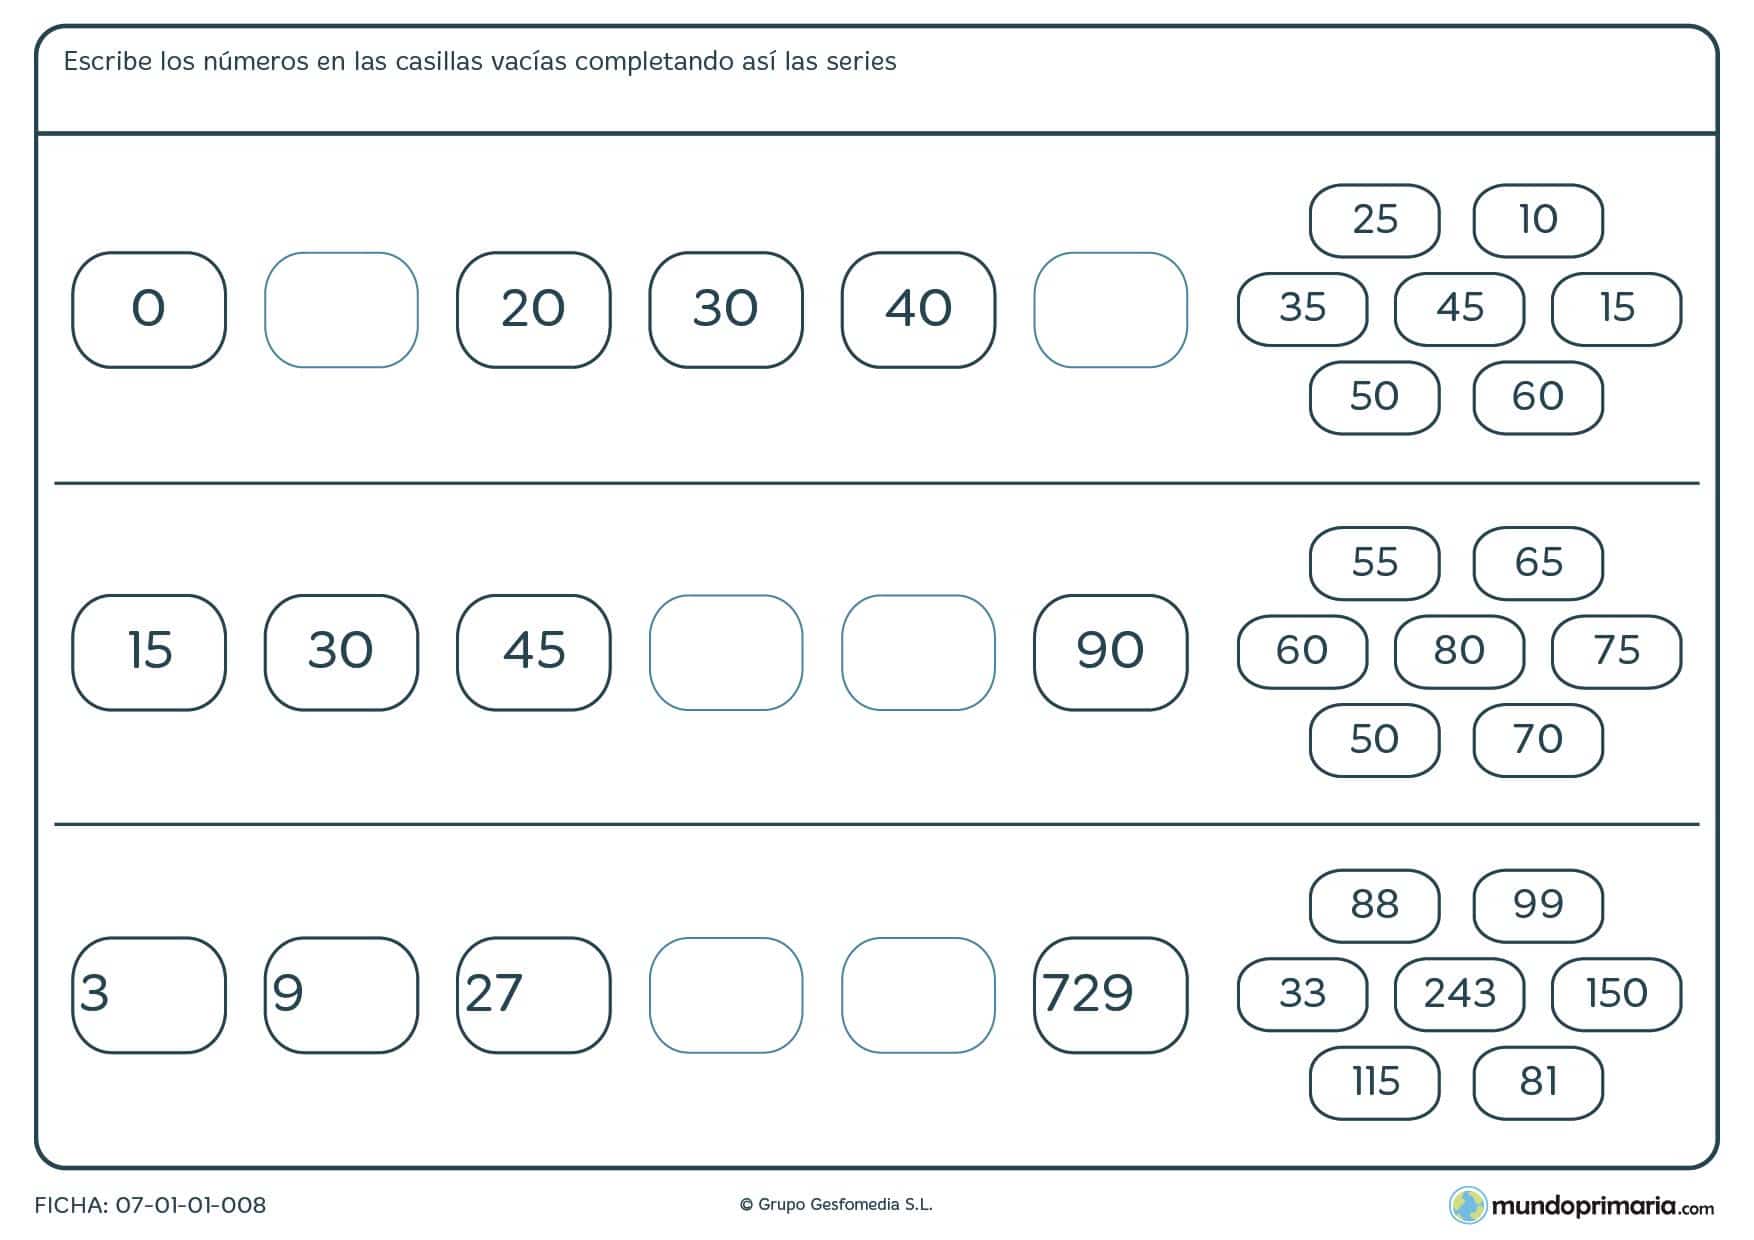 Escribe los números en las casillas vacías completando así las series
25 10
0 20 30 40 35 45 15
50 60
55 65
15 30 45 90 60 80 75
50 70
88 99
3 9 27 729 33 243 150
115 81
FICHA: 07-01-01-008 © Grupo Gesfomedia S.L. mundoprimaria.com